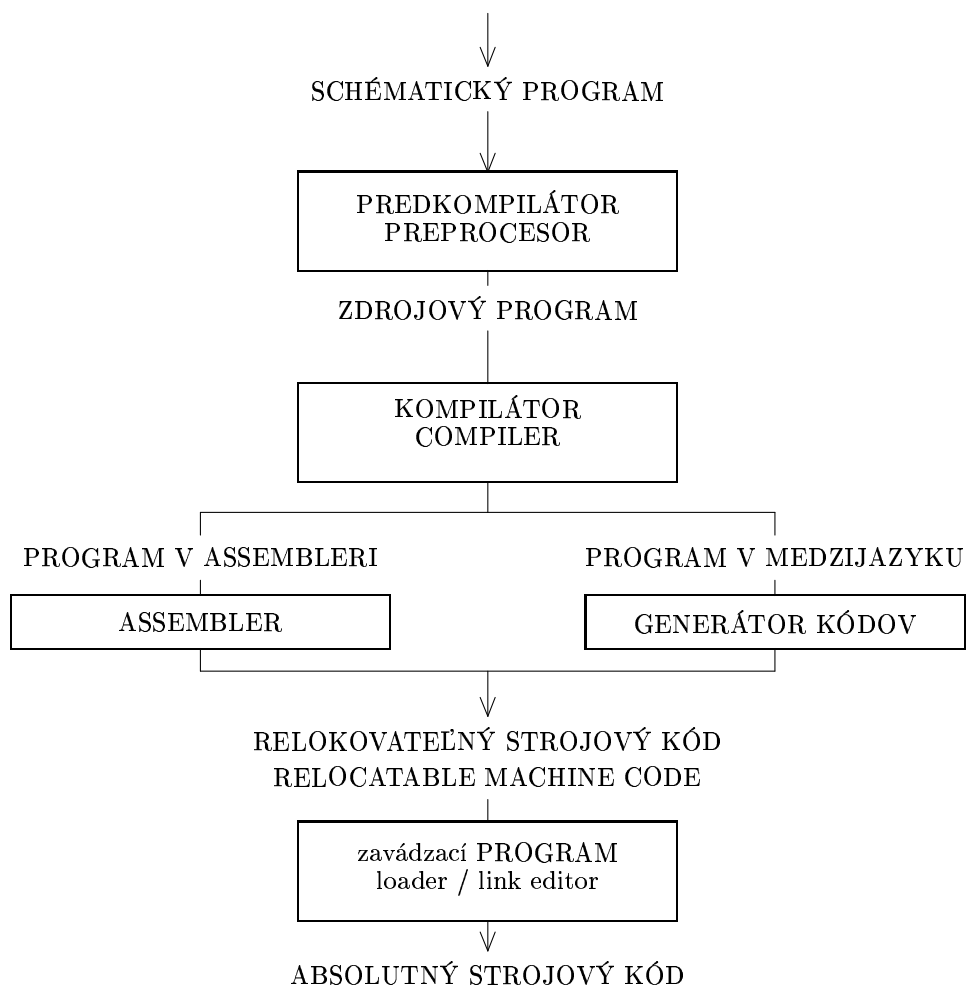 SCHÉMATICKÝ PROGRAM
PREDKOMPILÁTOR
PREPROCESOR
ZDROJOVÝ PROGRAM
KOMPILÁTOR
COMPILER
PROGRAM V ASSEMBLERI
PROGRAM V MEDZIJAZYKU
ASSEMBLER
GENERÁTOR KÓDOV
RELOKOVATEĽNÝ STROJOVÝ KÓD
RELOCATABLE MACHINE CODE
zavádzací PROGRAM
loader / link editor
ABSOLUTNÝ STROJOVÝ KÓD